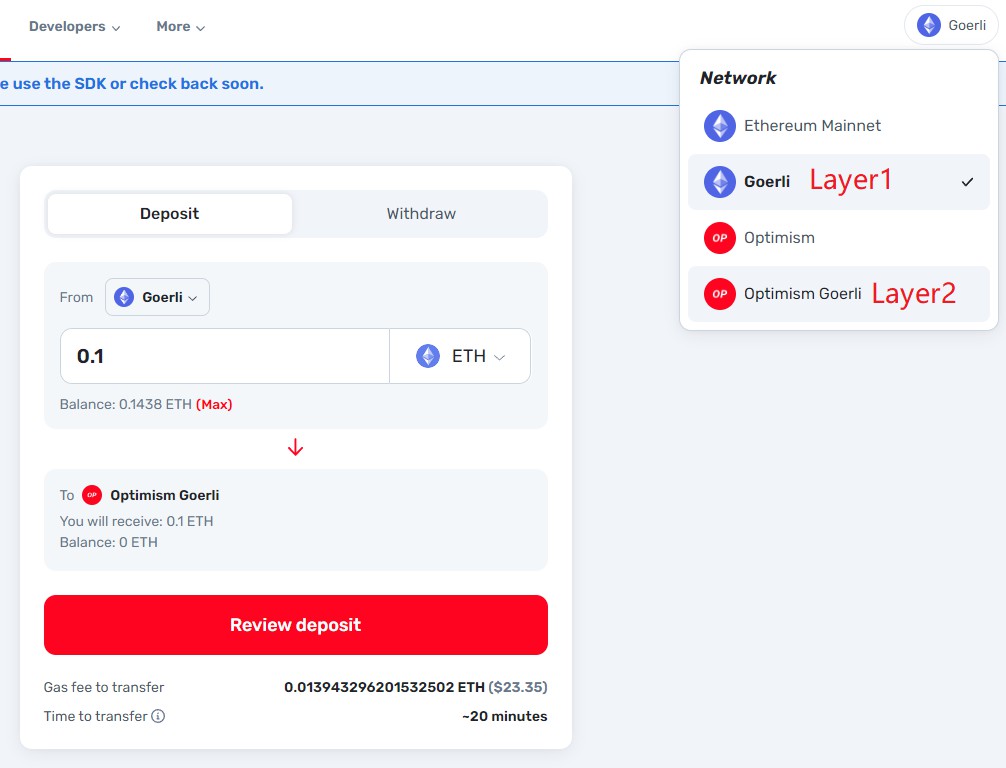 Developers More Goerli
e use the SDK or check back soon.
Network
Ethereum Mainnet
Goerli Layer1
OP Optimism
OP Optimism Goerli Layer2
Deposit Withdraw
From Goerli
0.1 ETH
Balance: 0.1438 ETH (Max)
To OP Optimism Goerli
You will receive: 0.1 ETH
Balance: 0 ETH
Review deposit
Gas fee to transfer 0.013943296201532502 ETH ($23.35)
Time to transfer ~20 minutes